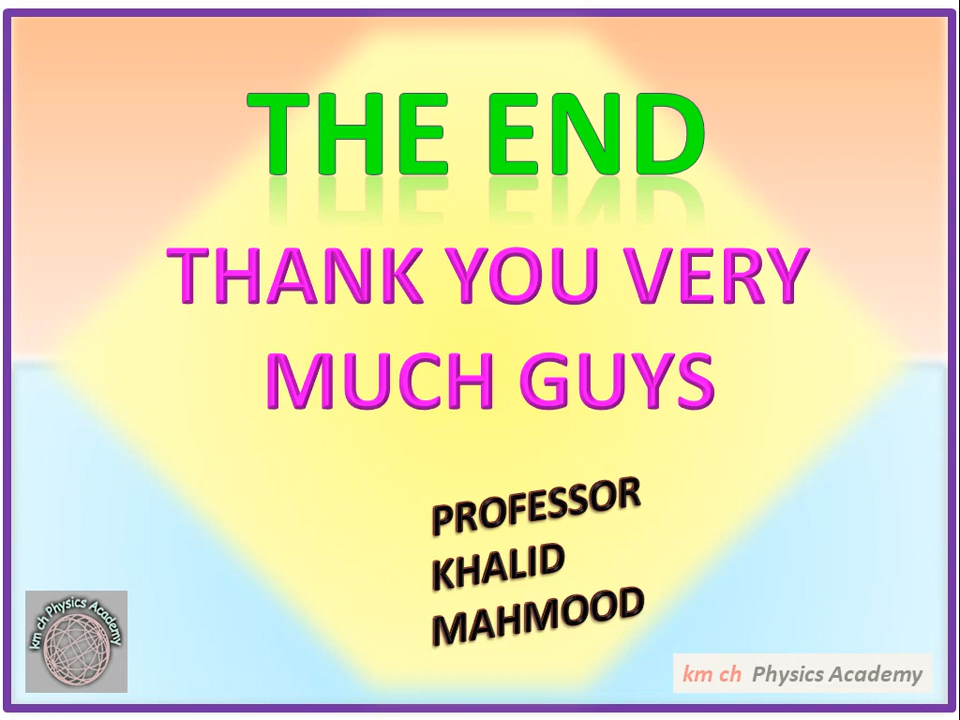 THE END
THANK YOU VERY
MUCH GUYS
PROFESSOR
KHALID
MAHMOOD
km ch Physics Academy
km ch Physics Academy